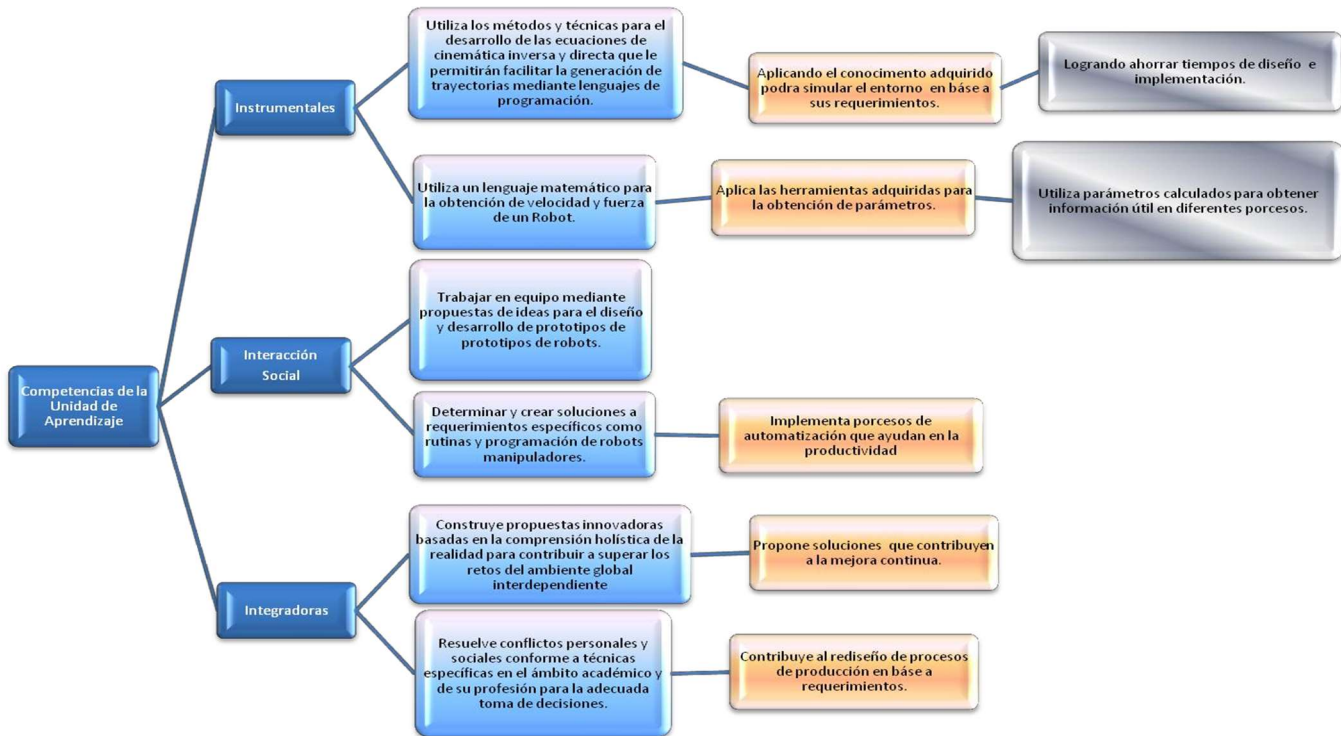 Competencias de la
Unidad de
Aprendizaje
Instrumentales
Utiliza los métodos y técnicas para el
desarrollo de las ecuaciones de
cinemática inversa y directa que le
permitirán facilitar la generación de
trayectorias mediante lenguajes de
programación.
Aplicando el conocimento adquirido
podra simular el entorno en báse a
sus requerimientos.
Logrando ahorrar tiempos de diseño e
implementación.
Utiliza un lenguaje matemático para
la obtención de velocidad y fuerza
de un Robot.
Aplica las herramientas adquiridas para
la obtención de parámetros.
Utiliza parámetros calculados para obtener
información útil en diferentes porcesos.
Interacción
Social
Trabajar en equipo mediante
propuestas de ideas para el diseño
y desarrollo de prototipos de
prototipos de robots.
Determinar y crear soluciones a
requerimientos específicos como
rutinas y programación de robots
manipuladores.
Implementa porcesos de
automatización que ayudan en la
productividad
Integradoras
Construye propuestas innovadoras
basadas en la comprensión holística de la
realidad para contribuir a superar los
retos del ambiente global
interdependiente
Propone soluciones que contribuyen
a la mejora continua.
Resuelve conflictos personales y
sociales conforme a técnicas
específicas en el ámbito académico y
de su profesión para la adecuada
toma de decisiones.
Contribuye al rediseño de procesos
de producción en báse a
requerimientos.